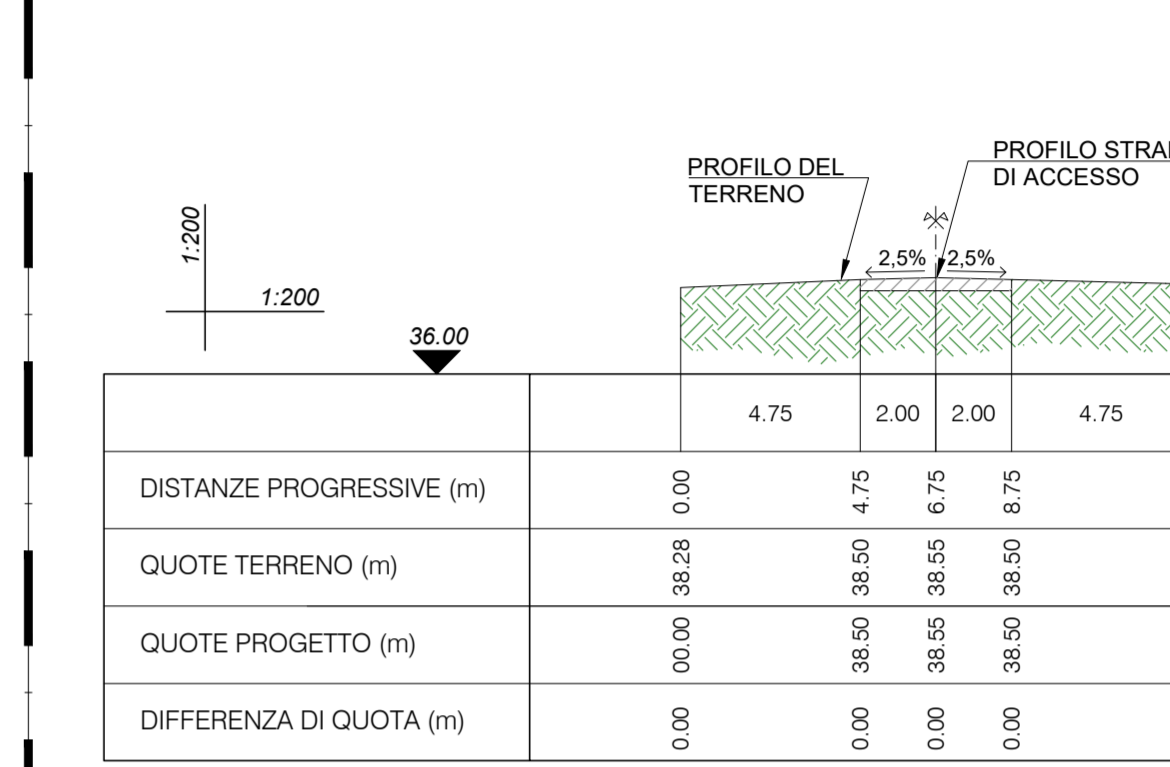 PROFILO DEL
TERRENO
PROFILO
DI ACCESSO
2,5% 2,5%
1:200
1:200
36.00
4.75 2.00 2.00 4.75
DISTANZE PROGRESSIVE (m) 0.00 4.75 6.75 8.75
QUOTE TERRENO (m) 38.28 38.50 38.55 38.50
QUOTE PROGETTO (m) 00.00 38.50 38.55 38.50
DIFFERENZA DI QUOTA (m) 0.00 0.00 0.00 0.00